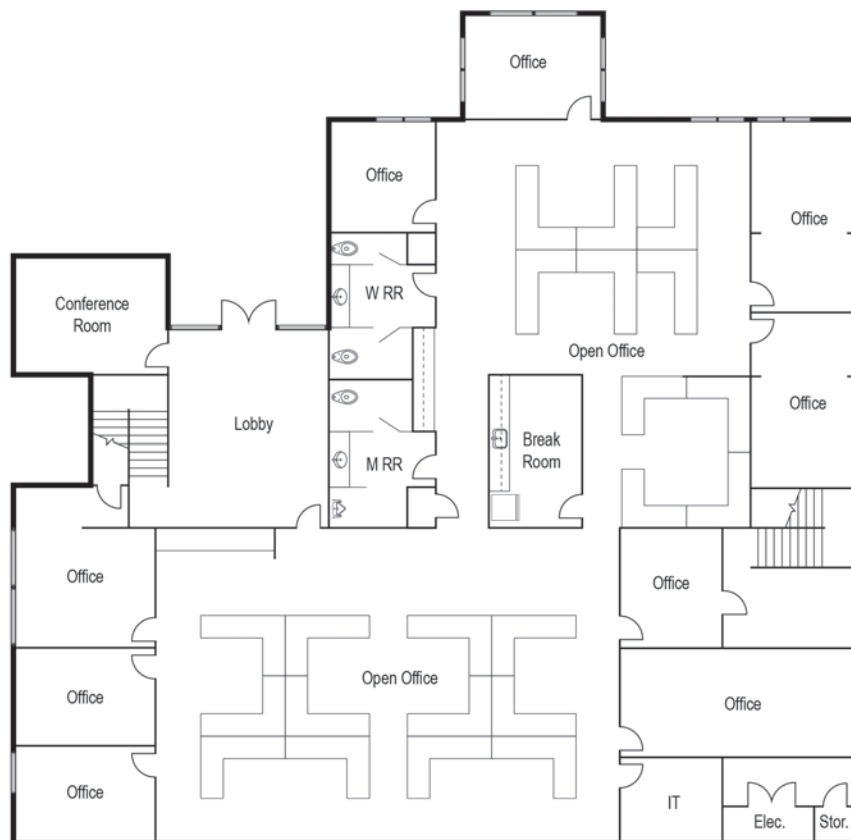 Office
Office
Office
W RR
Conference
Room
Open Office
Office
Lobby
Break
Room
M RR
Office
Office
Open Office
Office
Office
Office
IT
Elec.
Stor.